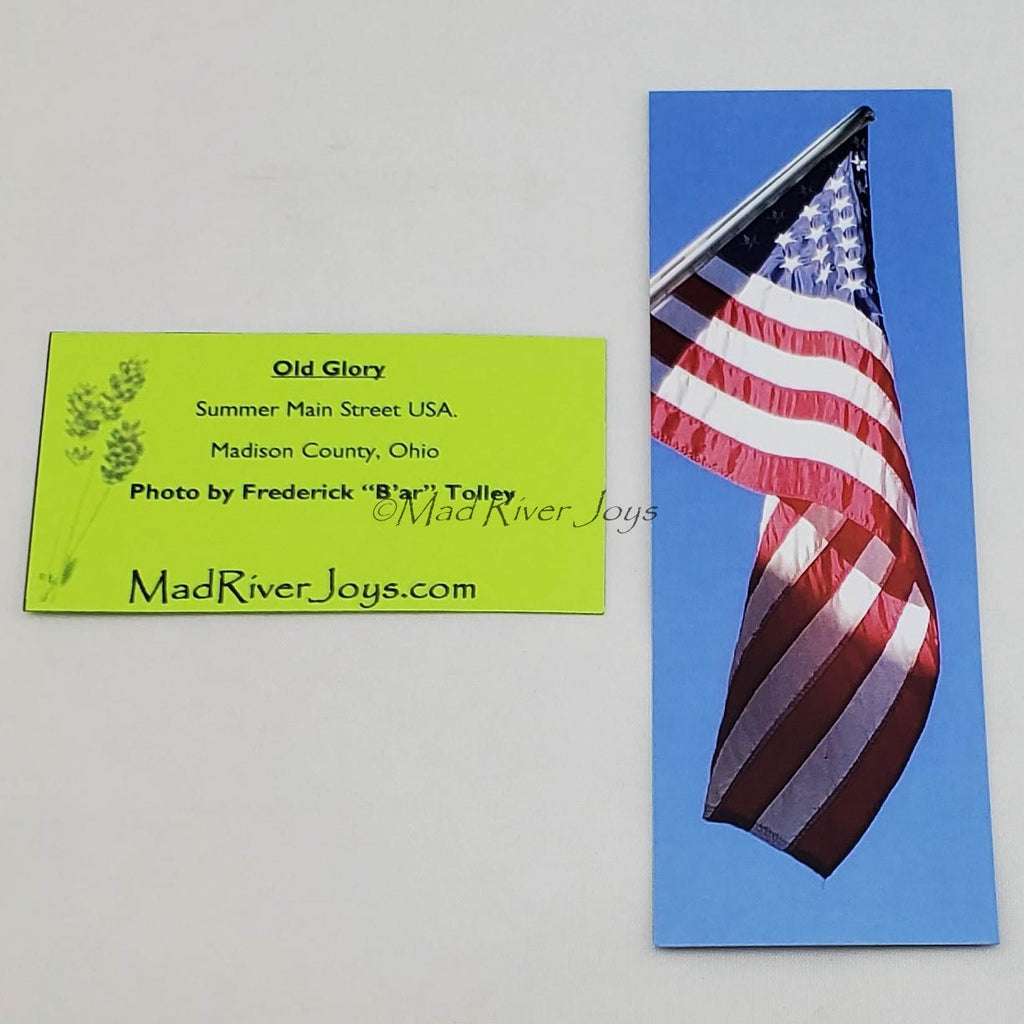 Old Glory
Summer Main Street USA.
Madison County, Ohio
Photo by Frederick “B'ar” Tolley
©Mad River Joys
MadRiverJoys.com